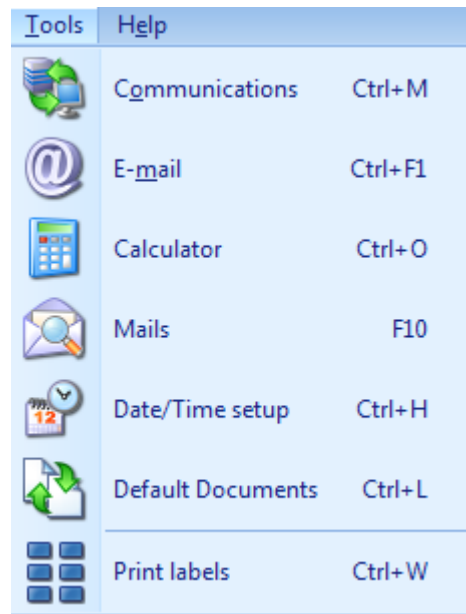 Tools Help
Communications Ctrl+M
E-mail Ctrl+F1
Calculator Ctrl+O
Mails F10
12
Date/Time setup Ctrl+H
Default Documents Ctrl+L
Print labels Ctrl+W